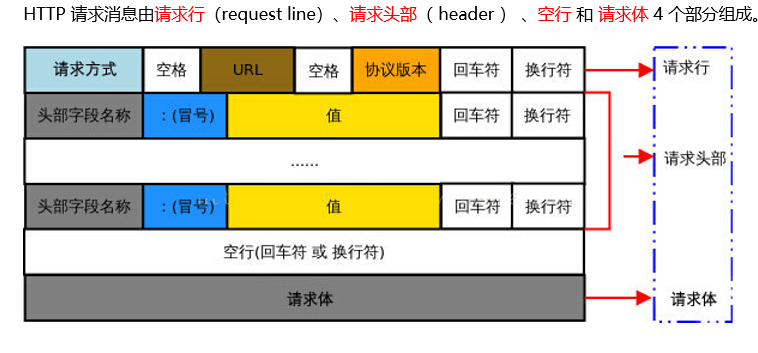 HTTP 请求消息由请求行（request line）、请求头部（ header ） 、空行 和 请求体 4 个部分组成。
请求方式 空格 URL 空格 协议版本 回车符 换行符 请求行
头部字段名称 ：(冒号) 值 回车符 换行符
...... 请求头部
头部字段名称 ：(冒号) 值 回车符 换行符
空行(回车符 或 换行符)
请求体 请求体